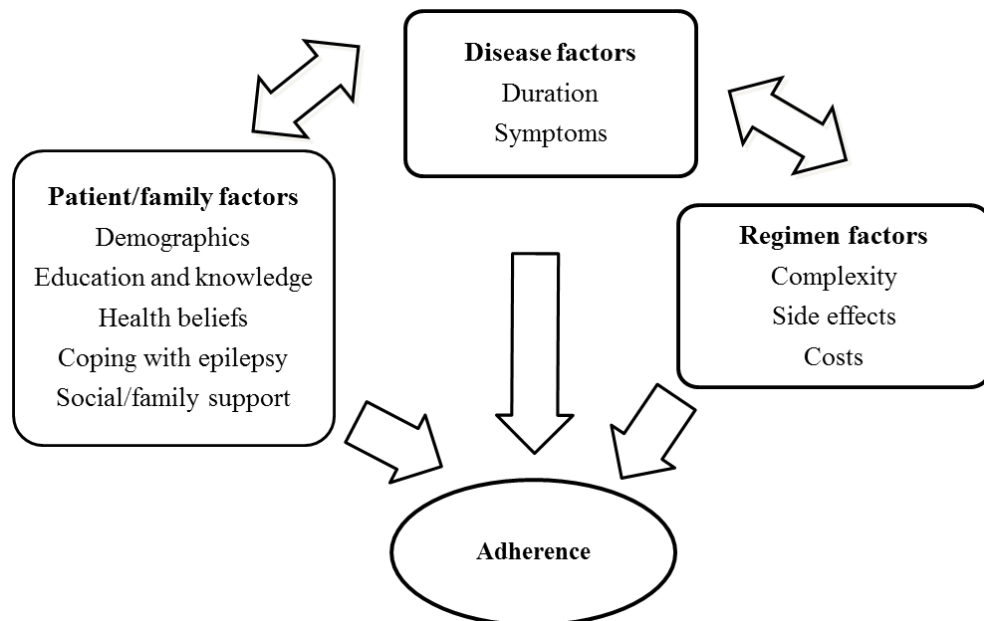 Disease factors
Duration
Symptoms
Patient/family factors
Demographics
Education and knowledge
Health beliefs
Coping with epilepsy
Social/family support
Regimen factors
Complexity
Side effects
Costs
Adherence